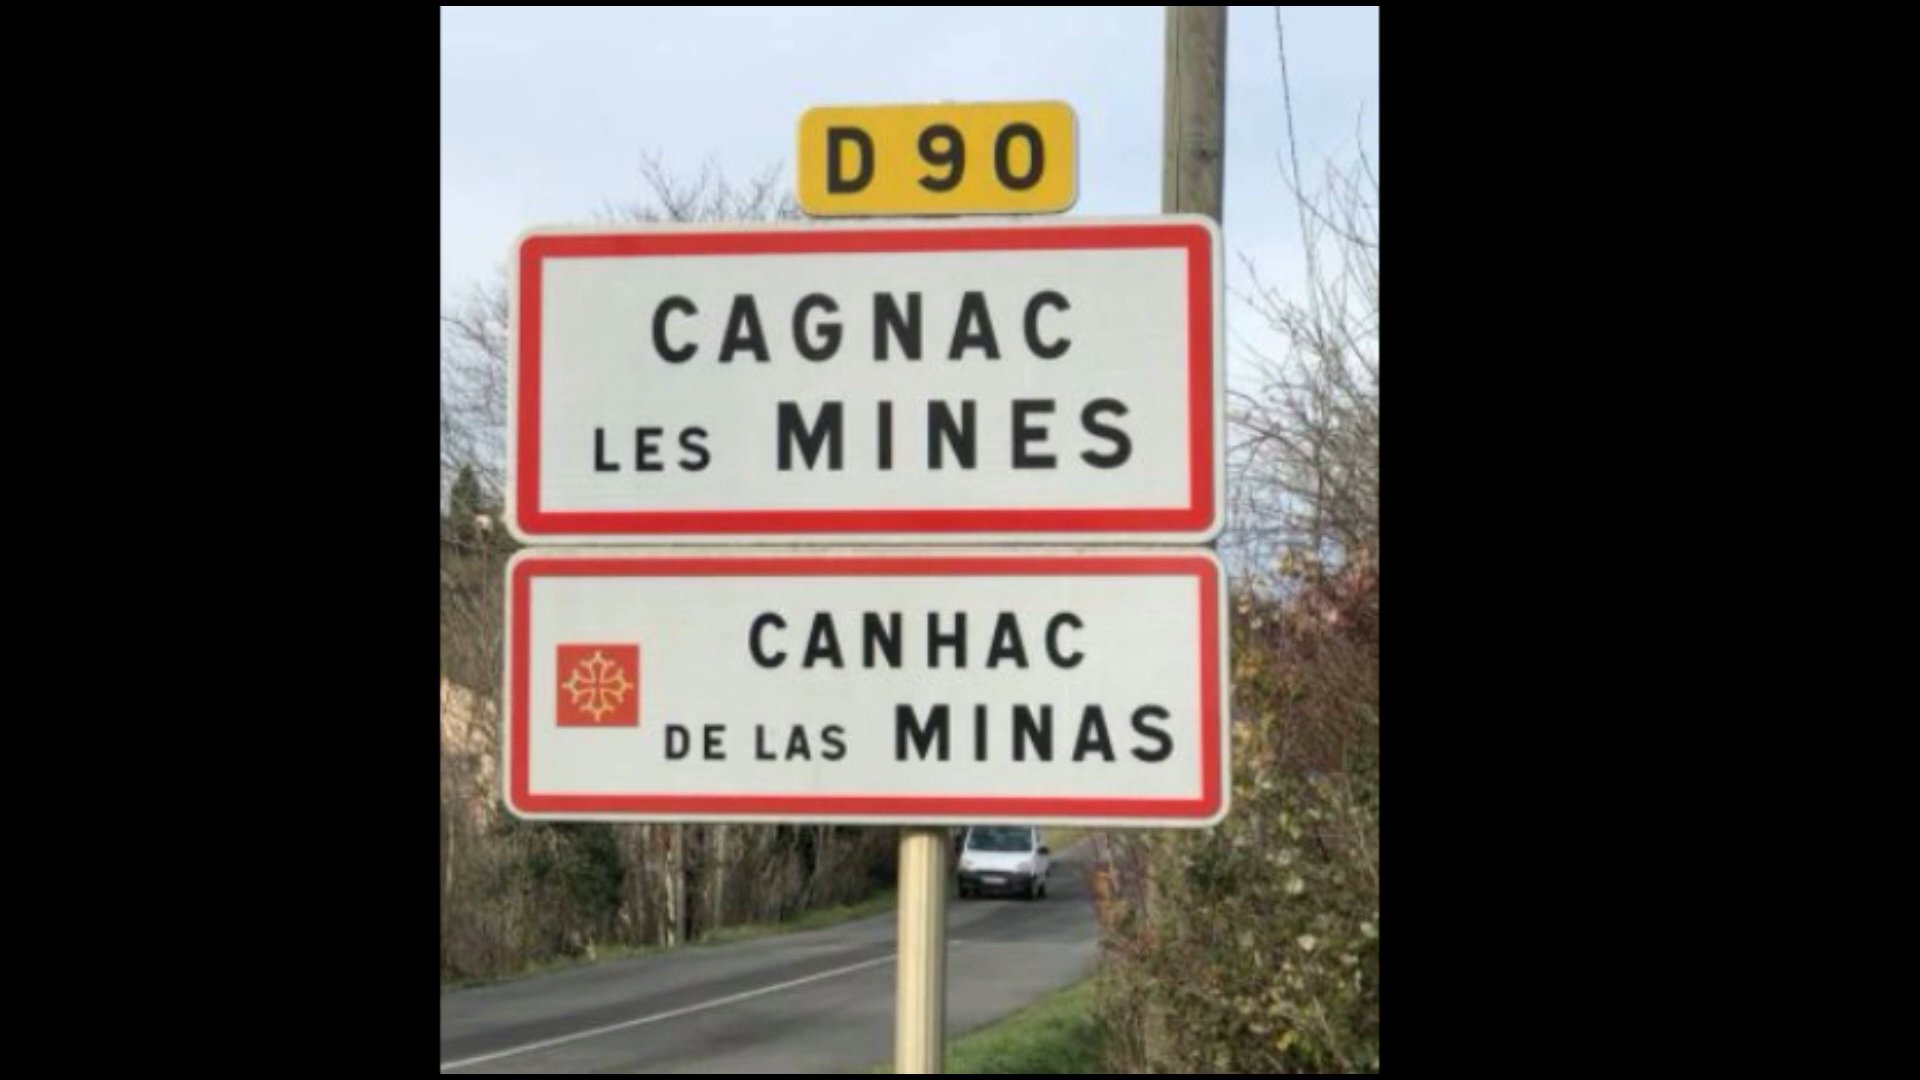 D 90
CAGNAC
LES MINES
CANHAC
DE LAS MINAS